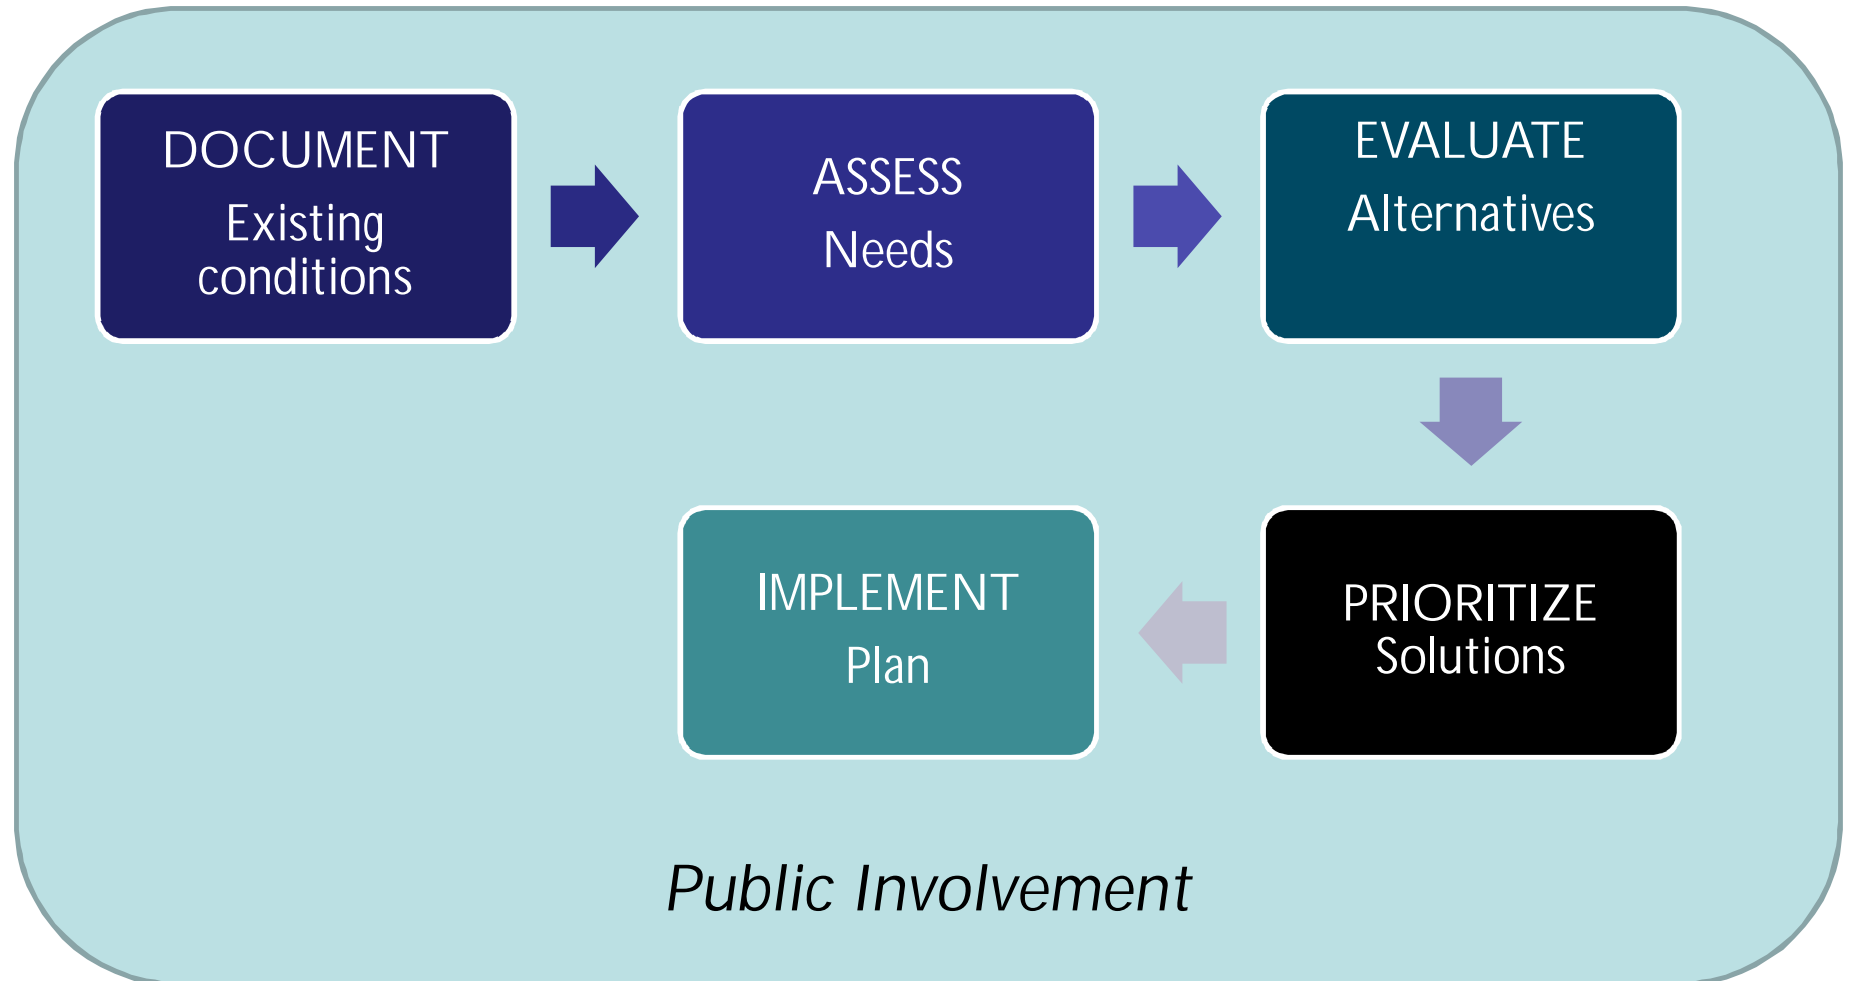 DOCUMENT
Existing
conditions
ASSESS
Needs
EVALUATE
Alternatives
PRIORITIZE
Solutions
IMPLEMENT
Plan
Public Involvement